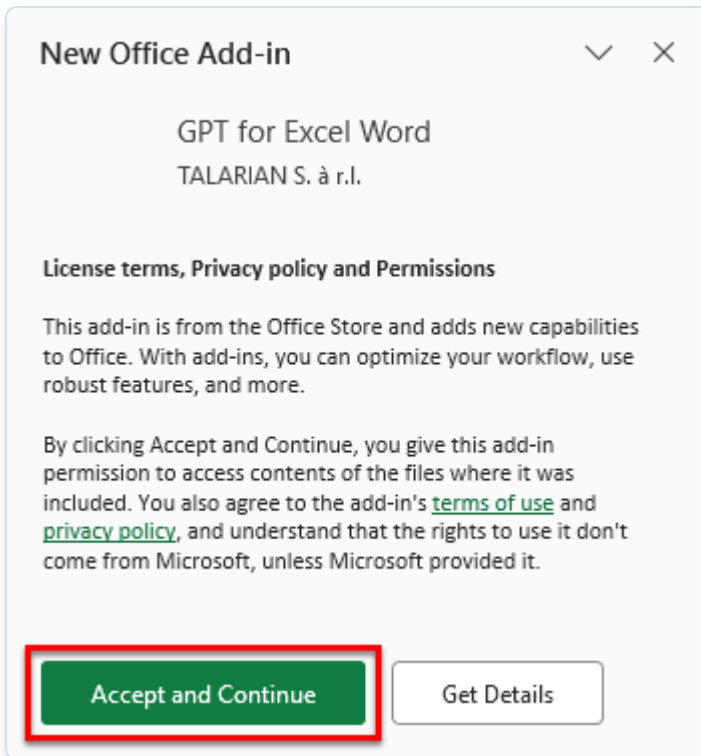 New Office Add-in
GPT for Excel Word
TALARIAN S. à r.l.
License terms, Privacy policy and Permissions
This add-in is from the Office Store and adds new capabilities
to Office. With add-ins, you can optimize your workflow, use
robust features, and more.
By clicking Accept and Continue, you give this add-in
permission to access contents of the files where it was
included. You also agree to the add-in's terms of use and
privacy policy, and understand that the rights to use it don't
come from Microsoft, unless Microsoft provided it.
Accept and Continue
Get Details